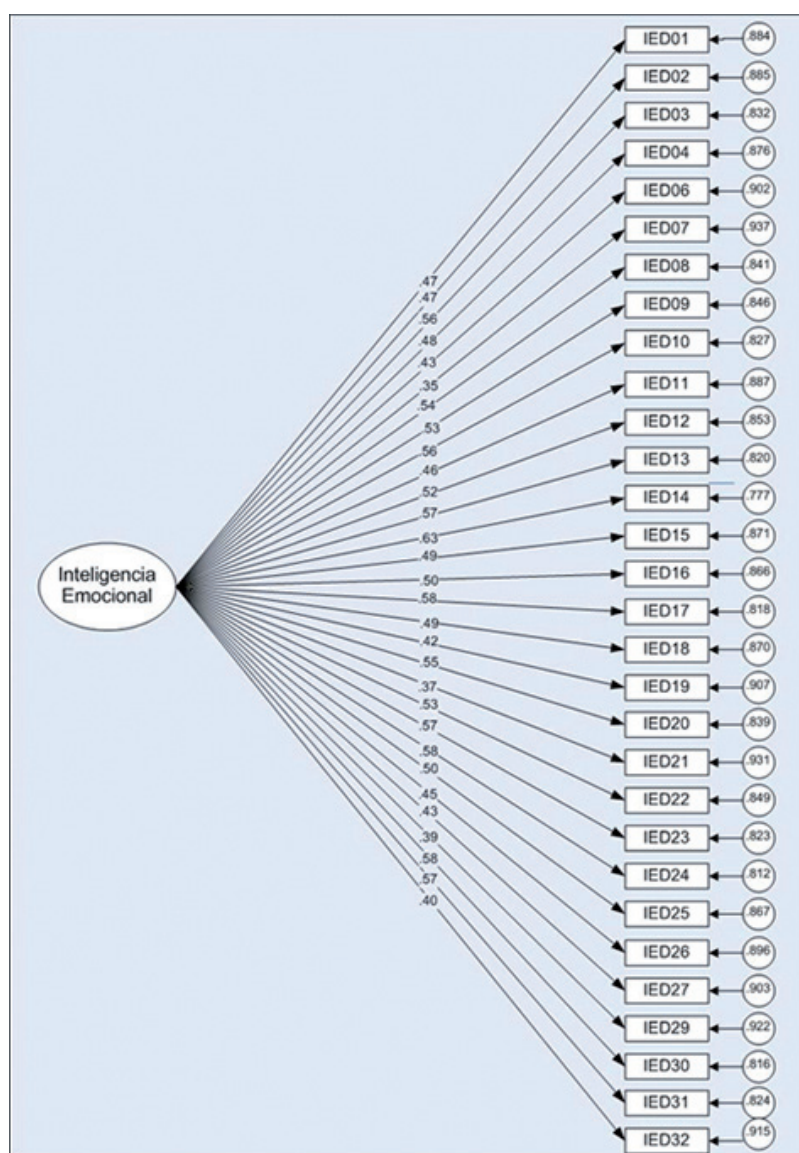 IED01 .884
IED02 .885
IED03 .832
IED04 .876
IED06 .902
IED07 .937
IED08 .841
IED09 .846
IED10 .827
IED11 .887
IED12 .853
IED13 .820
IED14 .777
IED15 .871
IED16 .866
IED17 .818
IED18 .870
IED19 .907
IED20 .839
IED21 .931
IED22 .849
IED23 .823
IED24 .812
IED25 .867
IED26 .896
IED27 .903
IED29 .922
IED30 .816
IED31 .824
IED32 .915
.47
.47
.56
.48
.43
.35
.54
.53
.56
.46
.52
.57
.63
.49
.50
.58
.49
.42
.55
.37
.53
.57
.58
.50
.45
.43
.39
.58
.57
.40
Inteligencia
Emocional